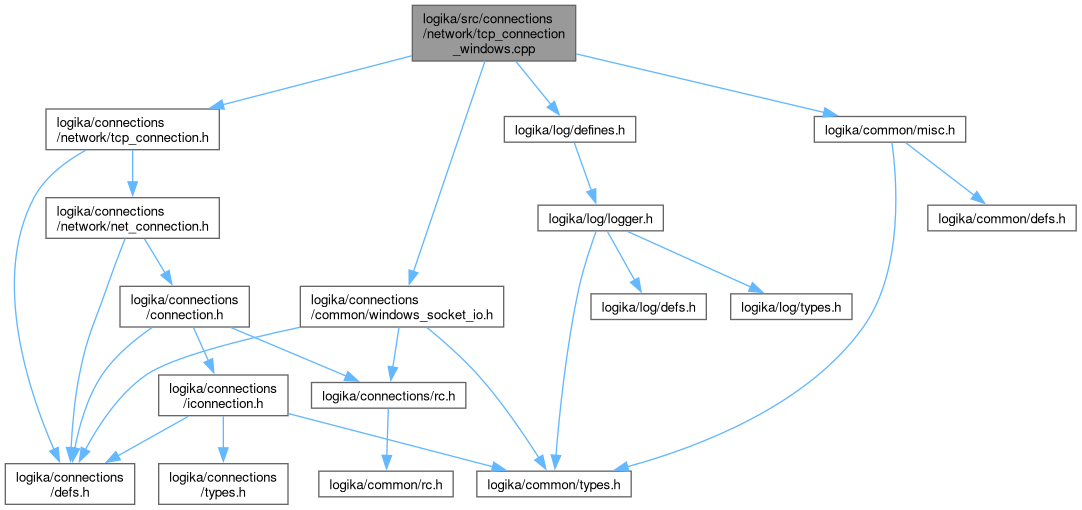 logika/src/connections
/network/tcp_connection
_windows.cpp
logika/connections
/network/tcp_connection.h
logika/log/defines.h
logika/common/misc.h
logika/connections
/network/net_connection.h
logika/log/logger.h
logika/common/defs.h
logika/connections
/connection.h
logika/connections
/common/windows_socket_io.h
logika/log/defs.h
logika/log/types.h
logika/connections
/iconnection.h
logika/connections/rc.h
logika/connections
/defs.h
logika/connections
/types.h
logika/common/rc.h
logika/common/types.h